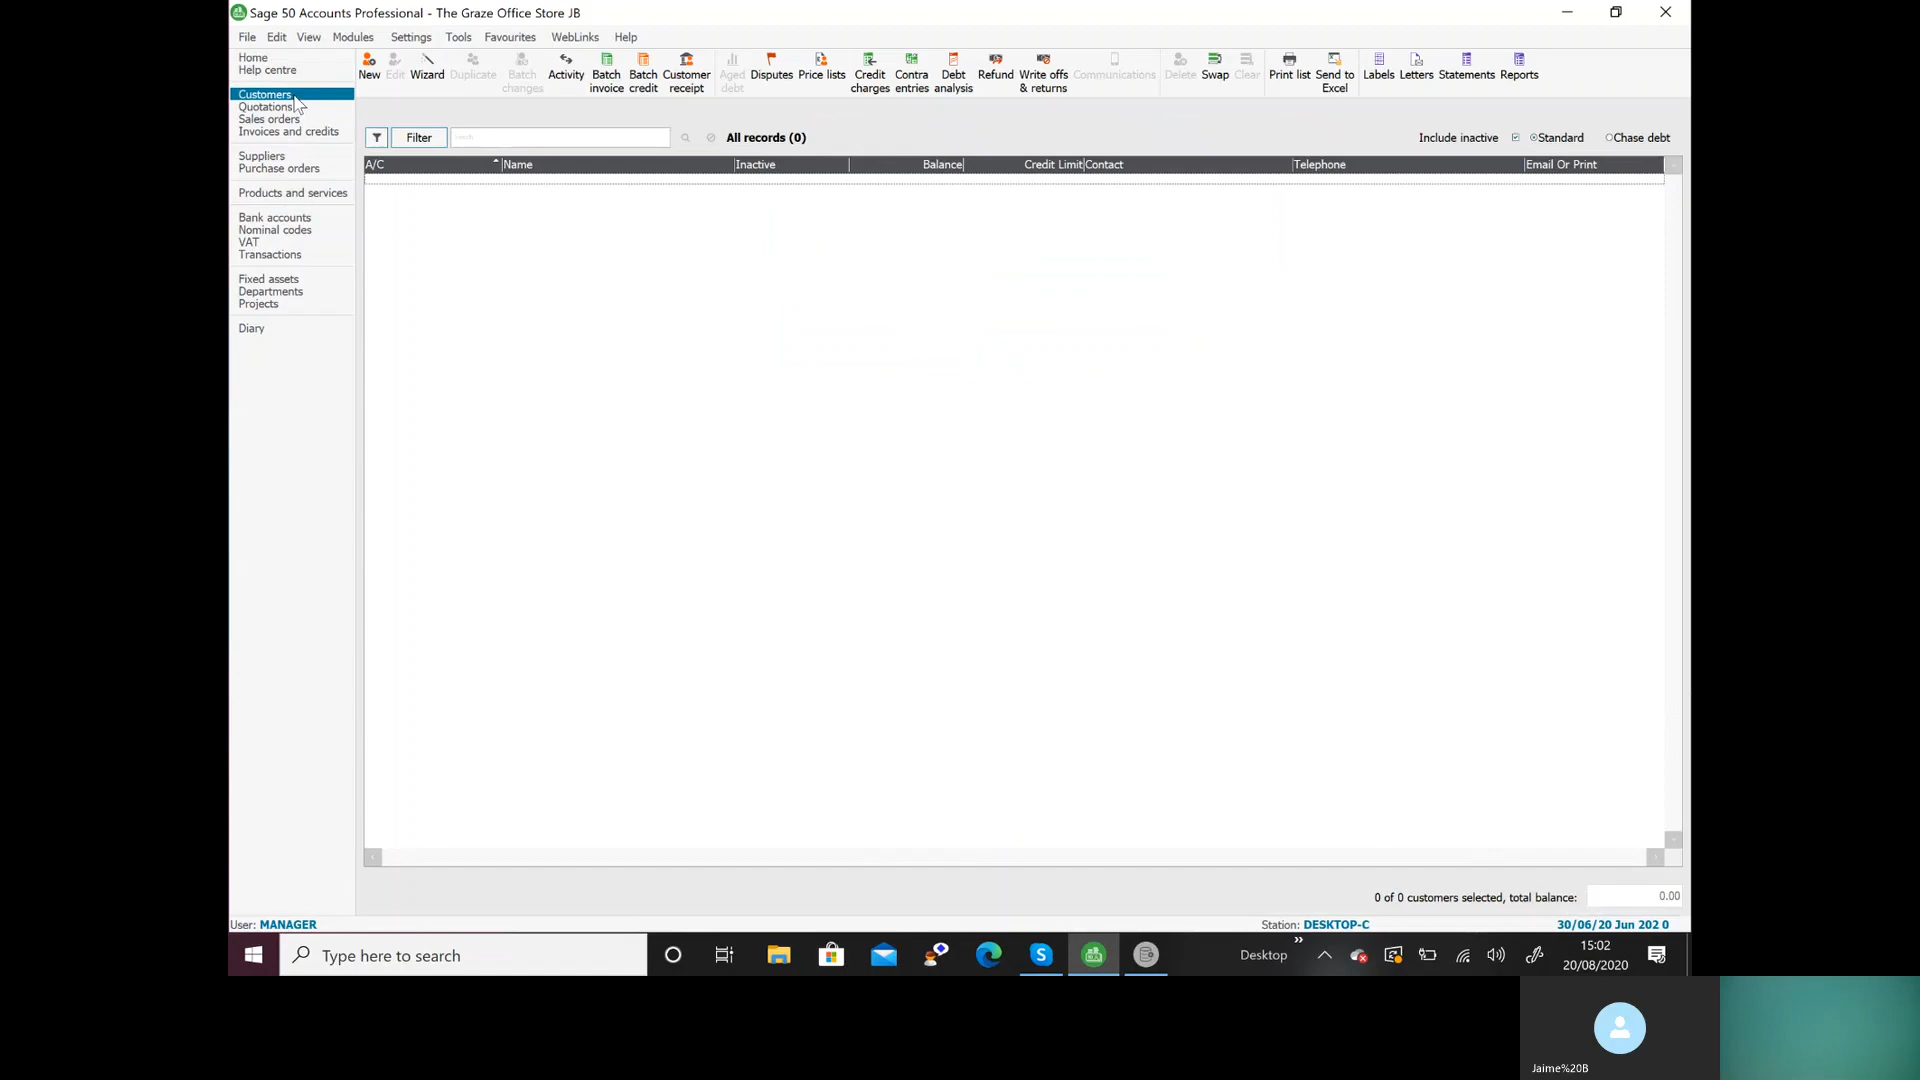 Sage 50 Accounts Professional - The Graze Office Store JB
File Edit View Modules Settings Tools Favourites WebLinks Help
Home
Help centre
Customers
Quotations
Sales orders
Invoices and credits
Suppliers
Purchase orders
Products and services
Bank accounts
Nominal codes
VAT
Transactions
Fixed assets
Departments
Projects
Diary
New Edit Wizard Duplicate Batch changes Activity Batch invoice Batch credit Customer receipt Aged debt Disputes Price lists Credit charges Contra entries Debt analysis Refund Write offs & returns Communications Delete Swap Clear Print list Send to Excel Labels Letters Statements Reports
Filter All records (0) Include inactive Standard Chase debt
A/C Name Inactive Balance Credit Limit Contact Telephone Email Or Print
0 of 0 customers selected, total balance: 0.00
User: MANAGER Station: DESKTOP-C 30/06/20 Jun 202 0
Type here to search Desktop 15:02
20/08/2020
Jaime%20B